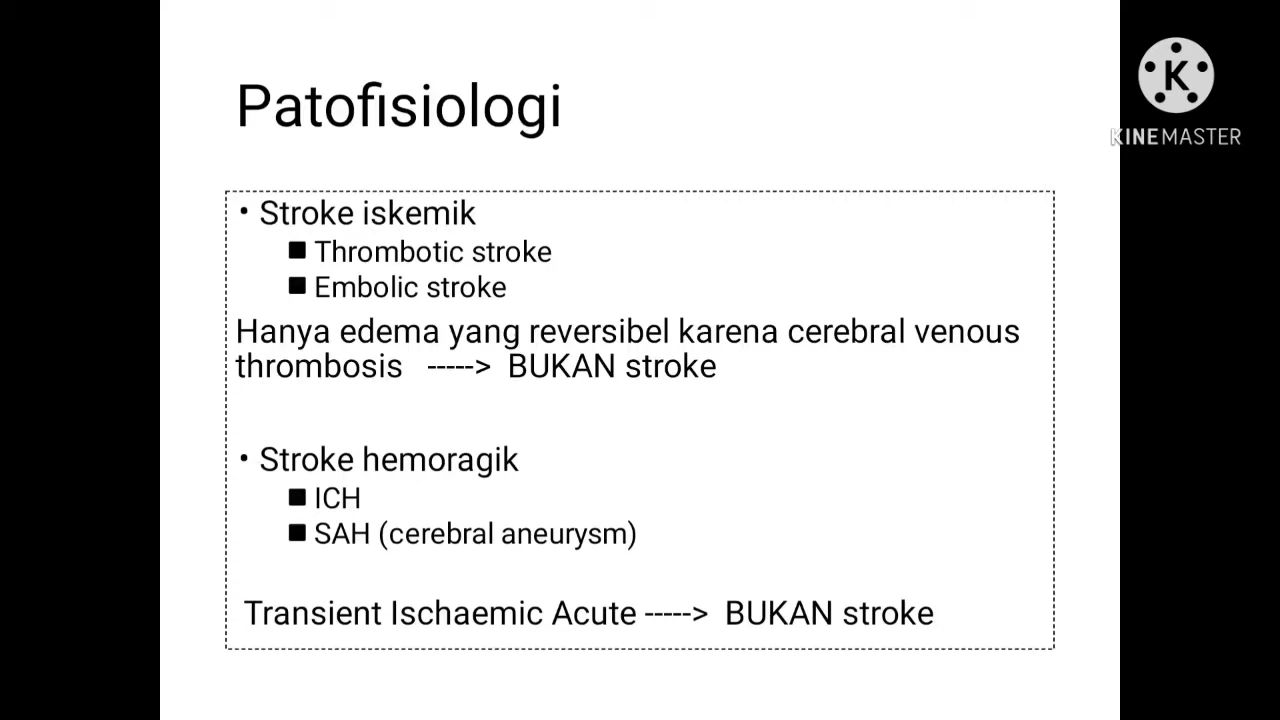 Patofisiologi
KINEMASTER
• Stroke iskemik
■ Thrombotic stroke
■ Embolic stroke
Hanya edema yang reversibel karena cerebral venous
thrombosis -----> BUKAN stroke
• Stroke hemoragik
■ ICH
■ SAH (cerebral aneurysm)
Transient Ischaemic Acute -----> BUKAN stroke